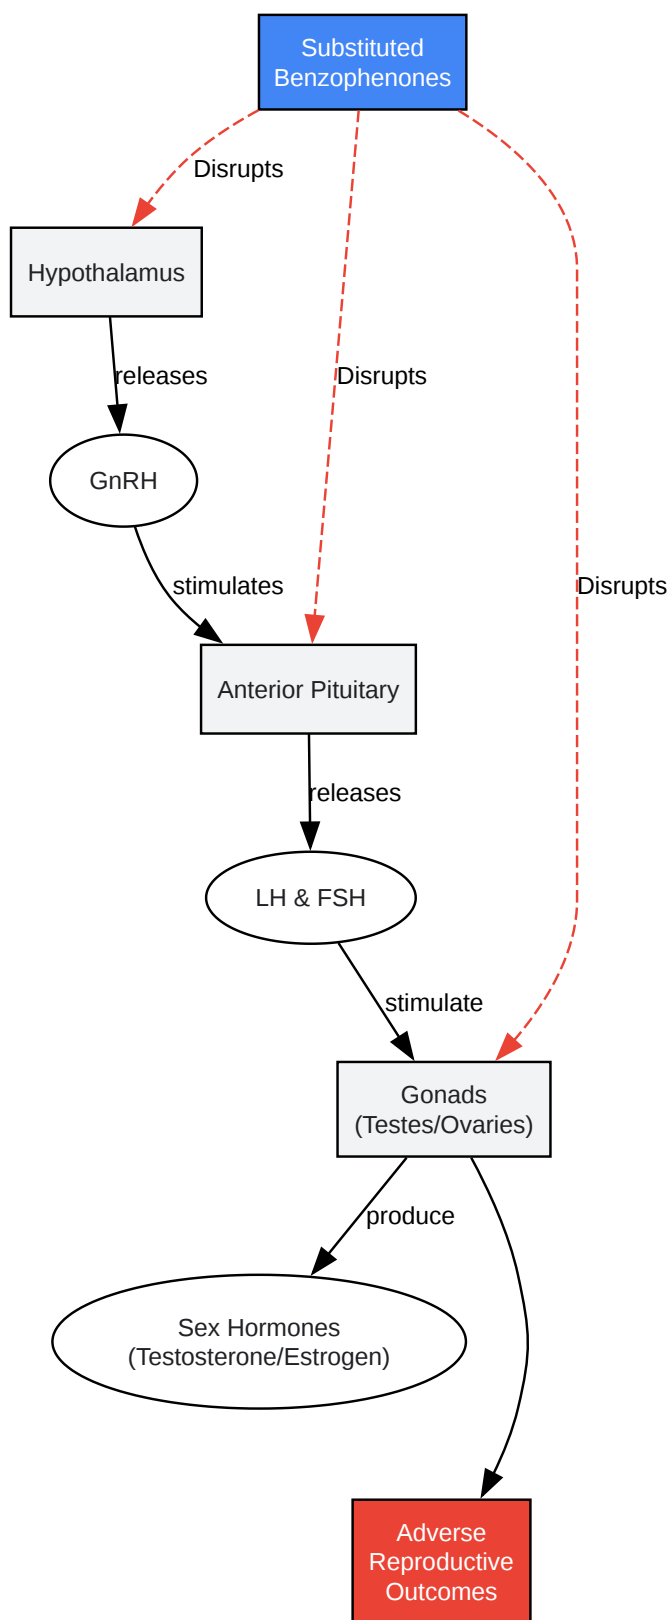 Substituted
Benzophenones
Disrupts
Hypothalamus
releases
Disrupts
GnRH
stimulates
Disrupts
Anterior Pituitary
releases
LH & FSH
stimulate
Gonads
(Testes/Ovaries)
produce
Sex Hormones
(Testosterone/Estrogen)
Adverse
Reproductive
Outcomes